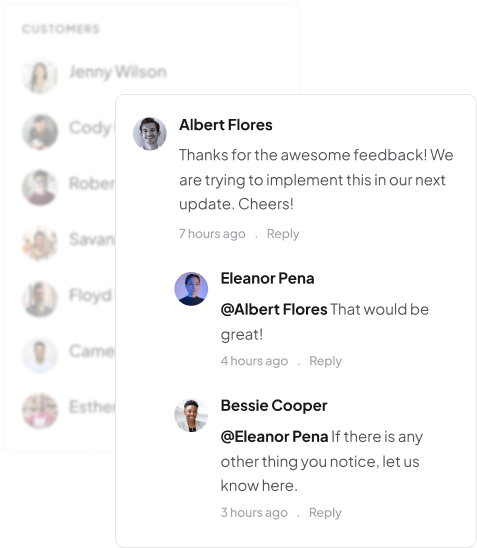 CUSTOMERS
Jenny Wilson
Cody
Rober
Savan
Floyd
Came
Esther
Albert Flores
Thanks for the awesome feedback! We
are trying to implement this in our next
update. Cheers!
7 hours ago . Reply
Eleanor Pena
@Albert Flores That would be
great!
4 hours ago . Reply
Bessie Cooper
@Eleanor Pena If there is any
other thing you notice, let us
know here.
3 hours ago . Reply